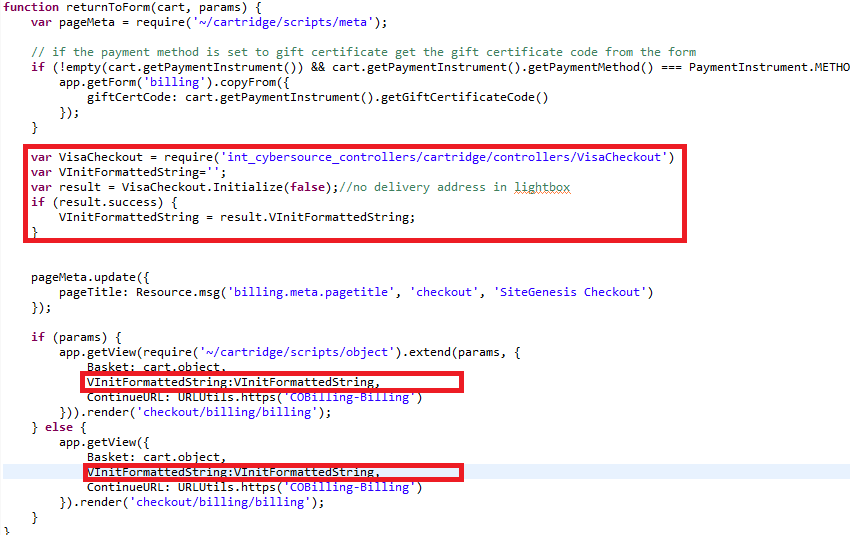 function returnToForm(cart, params) {
var pageMeta = require('~/cartridge/scripts/meta');
// if the payment method is set to gift certificate get the gift certificate code from the form
if (!empty(cart.getPaymentInstrument()) && cart.getPaymentInstrument().getPaymentMethod() === PaymentInstrument.METHO
app.getForm('billing').copyFrom({
giftCertCode: cart.getPaymentInstrument().getGiftCertificateCode()
});
}
var VisaCheckout = require('int_cybersource_controllers/cartridge/controllers/VisaCheckout')
var VInitFormattedString='';
var result = VisaCheckout.Initialize(false);//no delivery address in lightbox
if (result.success) {
VInitFormattedString = result.VInitFormattedString;
}
pageMeta.update({
pageTitle: Resource.msg('billing.meta.pagetitle', 'checkout', 'SiteGenesis Checkout')
});
if (params) {
app.getView(require('~/cartridge/scripts/object').extend(params, {
Basket: cart.object,
VInitFormattedString:VInitFormattedString,
ContinueURL: URLUtils.https('COBilling-Billing')
})).render('checkout/billing/billing');
} else {
app.getView({
Basket: cart.object,
VInitFormattedString:VInitFormattedString,
ContinueURL: URLUtils.https('COBilling-Billing')
}).render('checkout/billing/billing');
}
}